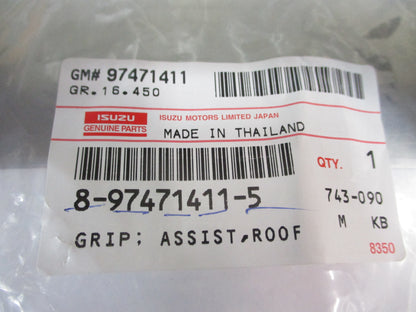 GM# 97471411
GR.16.450
ISUZU
GENUINE PARTS
ISUZU MOTORS LIMITED JAPAN
MADE IN THAILAND
QTY. 1
8-97471411-5
743-090
M KB
GRIP; ASSIST,ROOF
8350